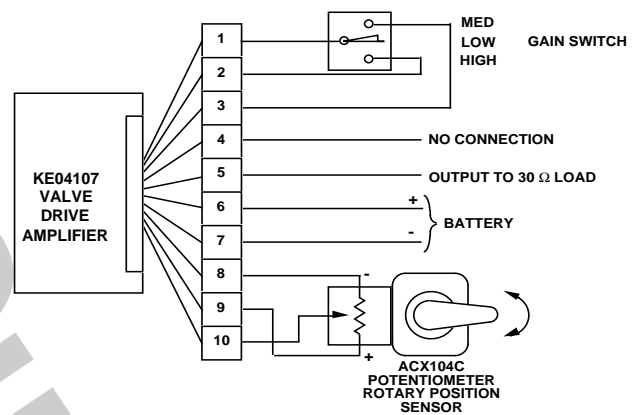 1
2
3
4
5
6
7
8
9
10
MED
LOW
HIGH
GAIN SWITCH
NO CONNECTION
OUTPUT TO 30 Ω LOAD
+
-
BATTERY
KE04107
VALVE
DRIVE
AMPLIFIER
-
+
ACX104C
POTENTIOMETER
ROTARY POSITION
SENSOR